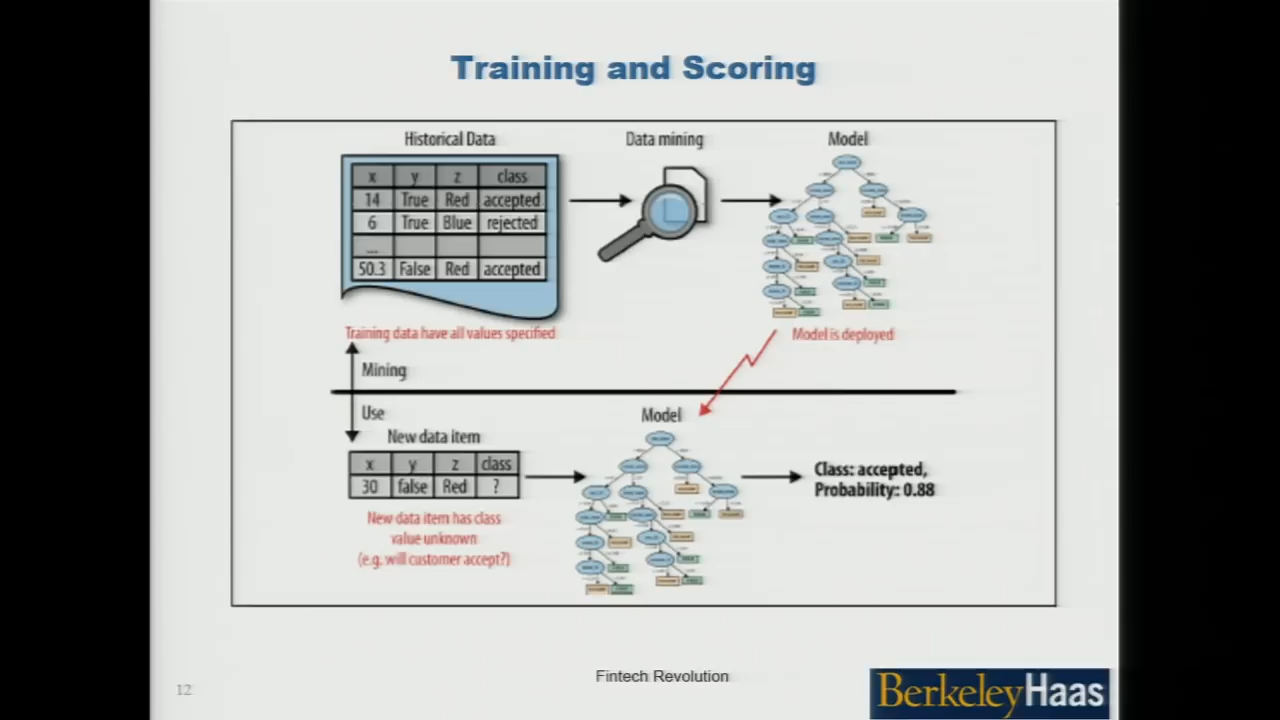 Training and Scoring
Historical Data
Data mining
Model
x y z class
14 True Red accepted
6 True Blue rejected
...
50.3 False Red accepted
Training data have all values specified
Model is deployed
Mining
Use
Model
New data item
x y z class
30 false Red ?
Class: accepted,
Probability: 0.88
New data item has class
value unknown
(e.g. will customer accept?)
Fintech Revolution
12
BerkeleyHaas